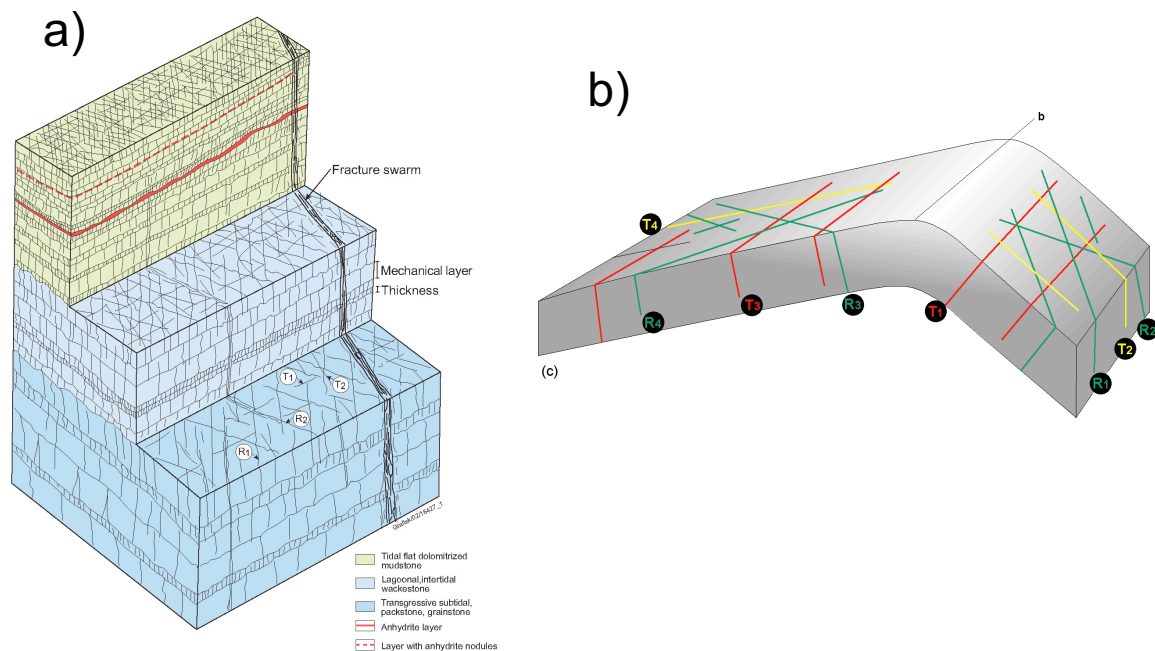 a)
Fracture swarm
Mechanical layer
Thickness
T1
T2
R2
R1
Tidal flat dolomitrized
mudstone
Lagoonal,intertidal
wackestone
Transgressive subtidal,
packstone, grainstone
Anhydrite layer
Layer with anhydrite nodules
b)
b
T4
R4
T3
R3
T1
R2
T2
R1
(c)